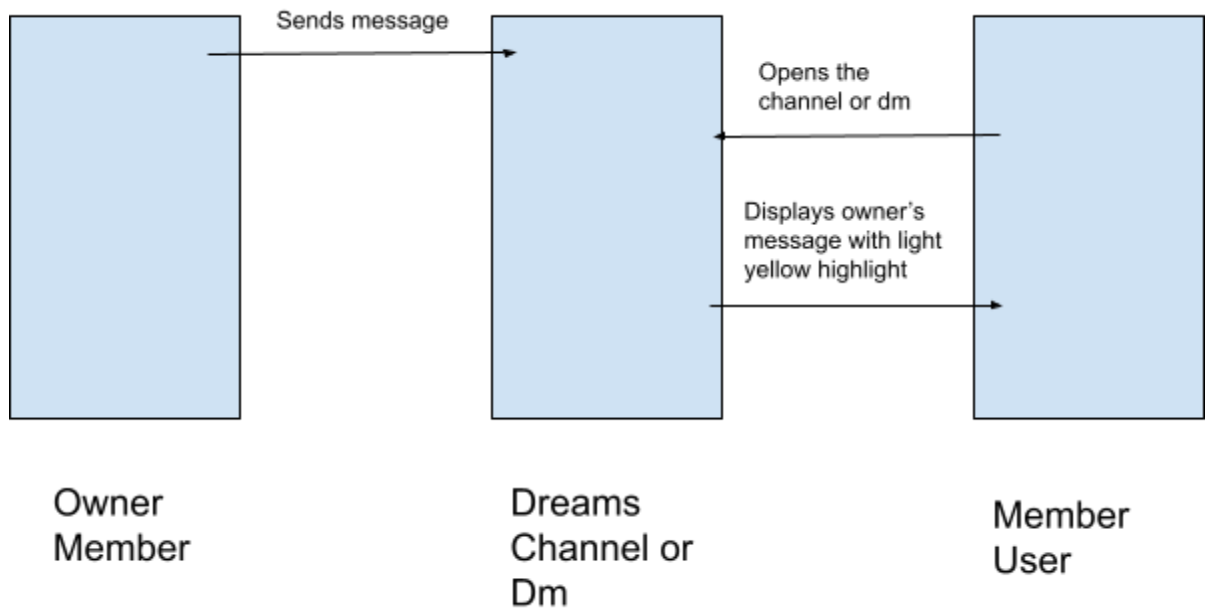 Sends message
Opens the
channel or dm
Displays owner's
message with light
yellow highlight
Owner
Member
Dreams
Channel or
Dm
Member
User